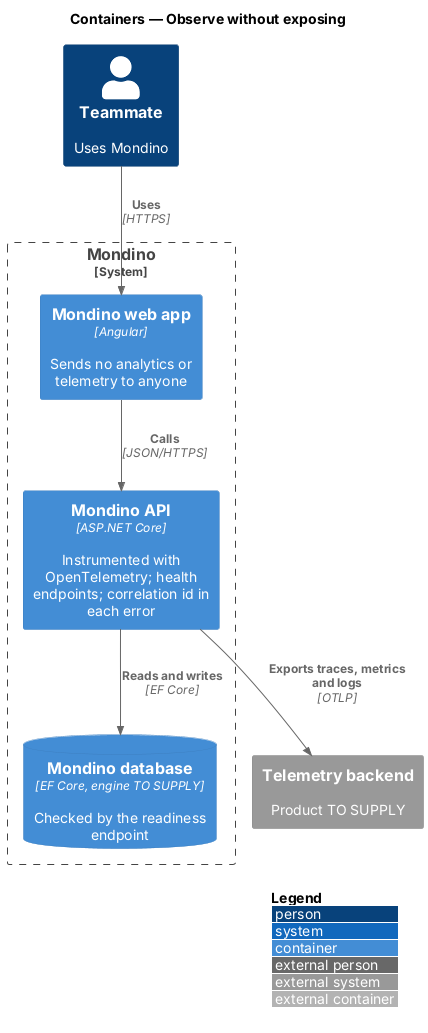 Containers — Observe without exposing
Teammate
Uses Mondino
Uses
[HTTPS]
Mondino
[System]
Mondino web app
[Angular]
Sends no analytics or
telemetry to anyone
Calls
[JSON/HTTPS]
Mondino API
[ASP.NET Core]
Instrumented with
OpenTelemetry; health
endpoints; correlation id in
each error
Reads and writes
[EF Core]
Exports traces, metrics
and logs
[OTLP]
Mondino database
[EF Core, engine TO SUPPLY]
Checked by the readiness
endpoint
Telemetry backend
Product TO SUPPLY
Legend
person
system
container
external person
external system
external container